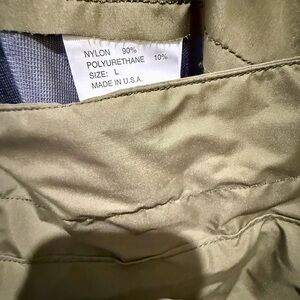 NYLON 90%
POLYURETHANE 10%
SIZE: L
MADE IN U.S.A.